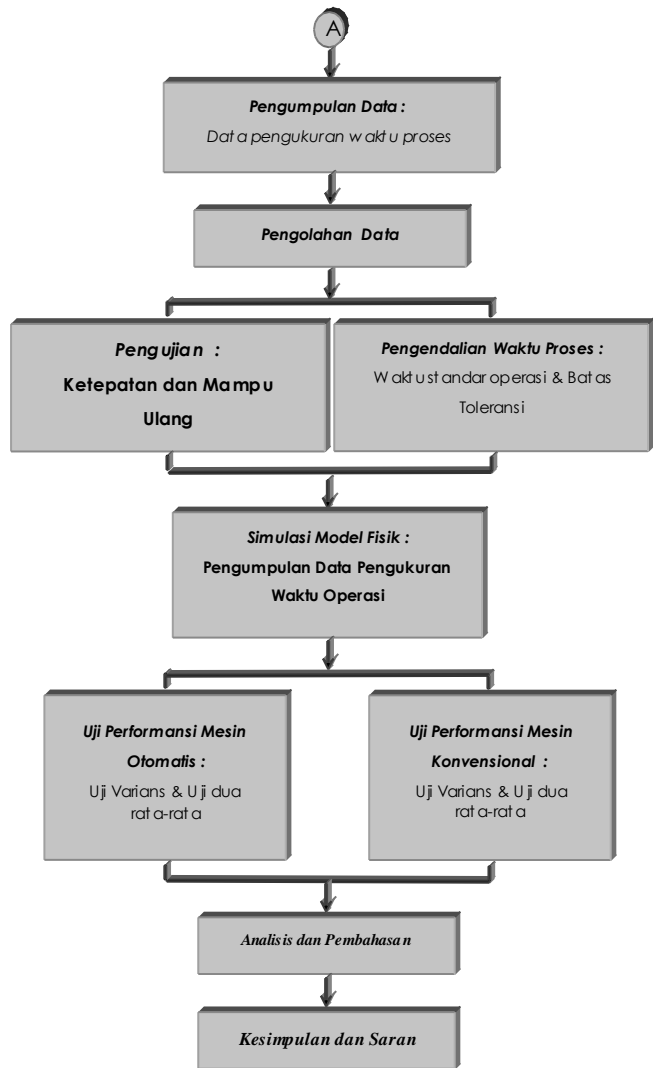 A
Pengumpulan Data :
Data pengukuran waktu proses
Pengolahan Data
Pengujian :
Ketepatan dan Mampu
Ulang
Pengendalian Waktu Proses :
Waktu standar operasi & Batas
Toleransi
Simulasi Model Fisik :
Pengumpulan Data Pengukuran
Waktu Operasi
Uji Performansi Mesin
Otomatis :
Uji Varians & Uji dua
rata-rata
Uji Performansi Mesin
Konvensional :
Uji Varians & Uji dua
rata-rata
Analisis dan Pembahasan
Kesimpulan dan Saran